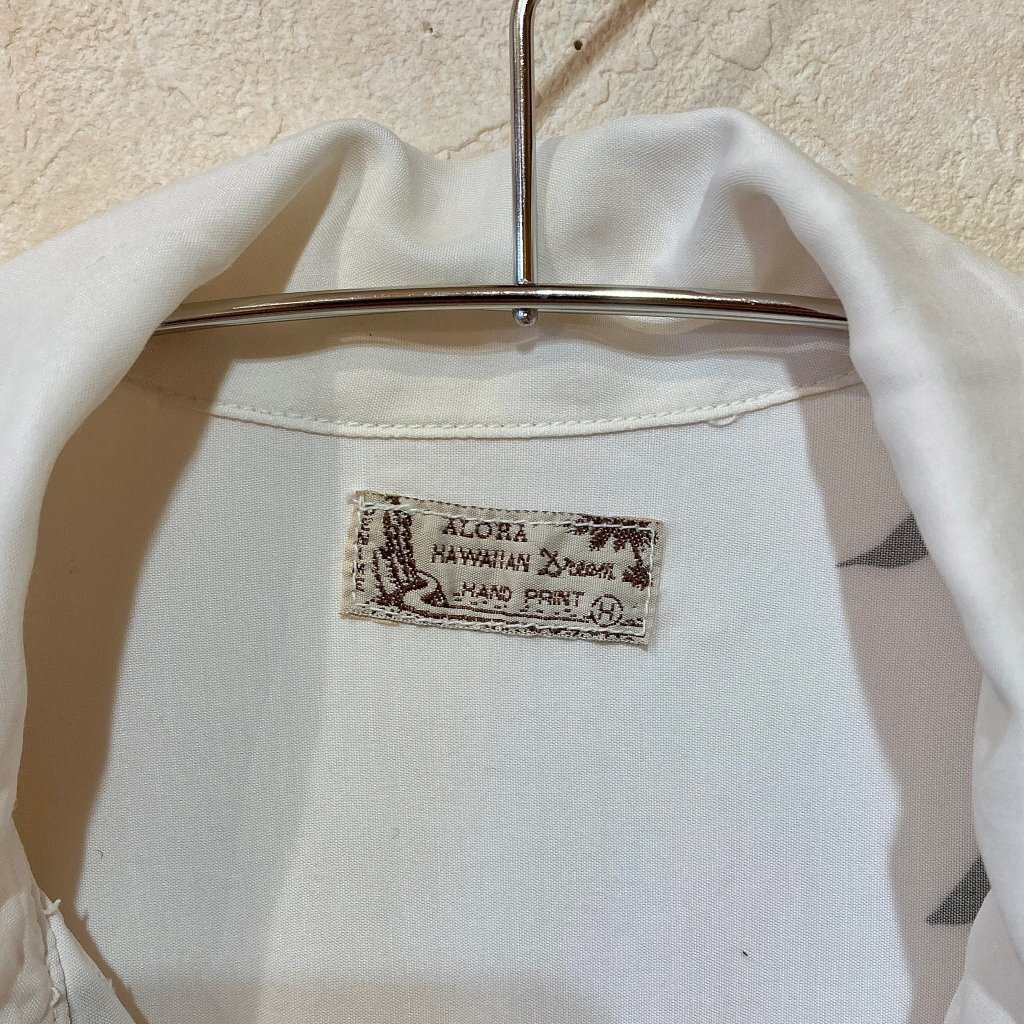 ALOHA
HAWAIIAN Dream
HAND PRINT Ⓗ